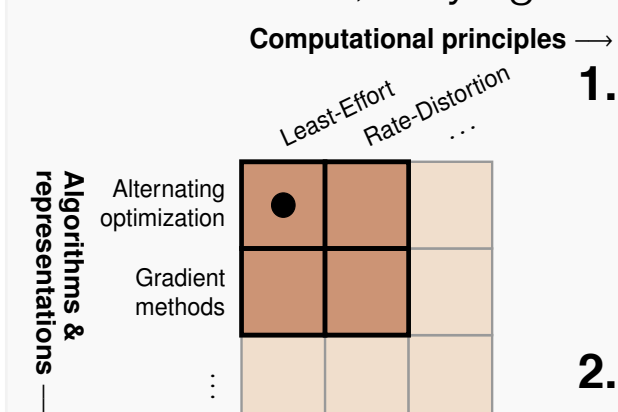 Computational principles →
1.
Least-Effort
Rate-Distortion
...
Algorithms &
representations
Alternating
optimization
Gradient
methods
⋮
2.